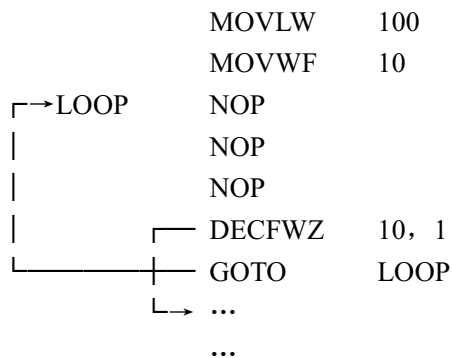 MOVLW 100
MOVWF 10
LOOP NOP
NOP
NOP
DECFWZ 10，1
GOTO LOOP
…
…